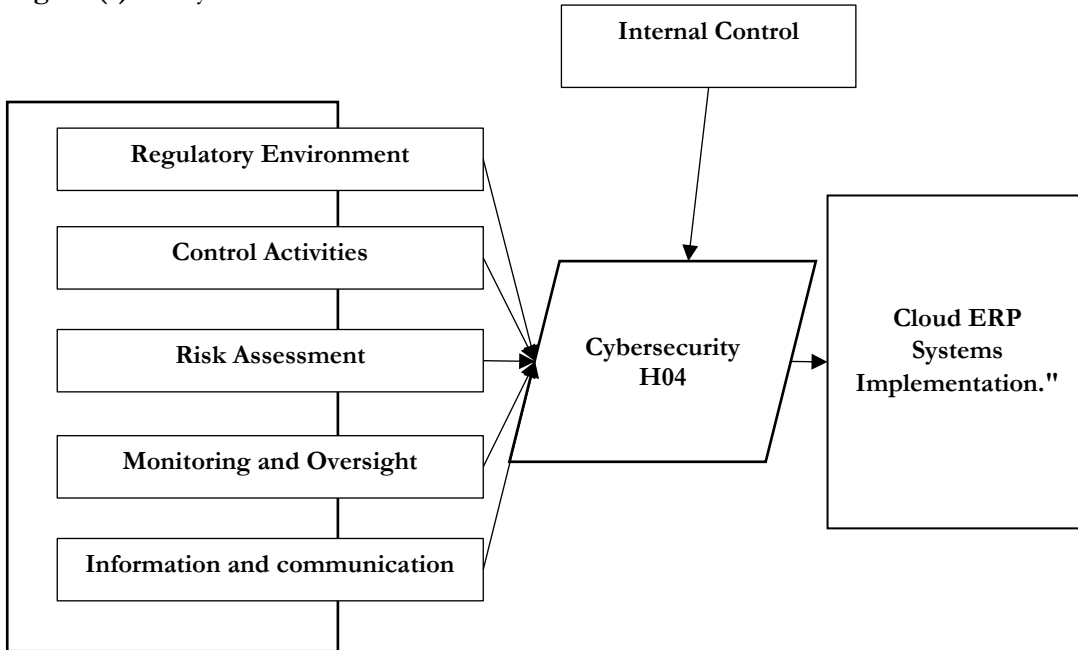 Internal Control
Regulatory Environment
Control Activities
Risk Assessment
Monitoring and Oversight
Information and communication
Cybersecurity
H04
Cloud ERP
Systems
Implementation."